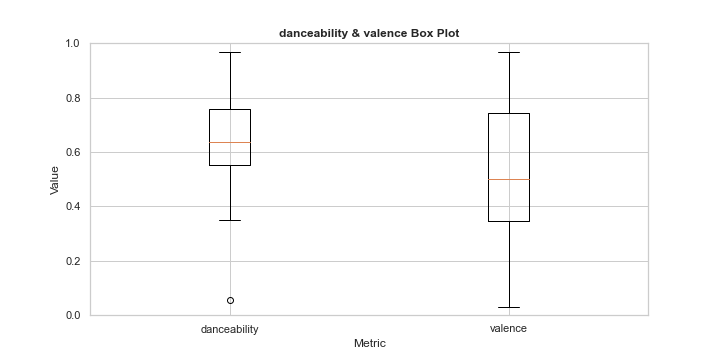 danceability & valence Box Plot
1.0
0.8
0.6
0.4
0.2
0.0
Value
danceability
valence
Metric